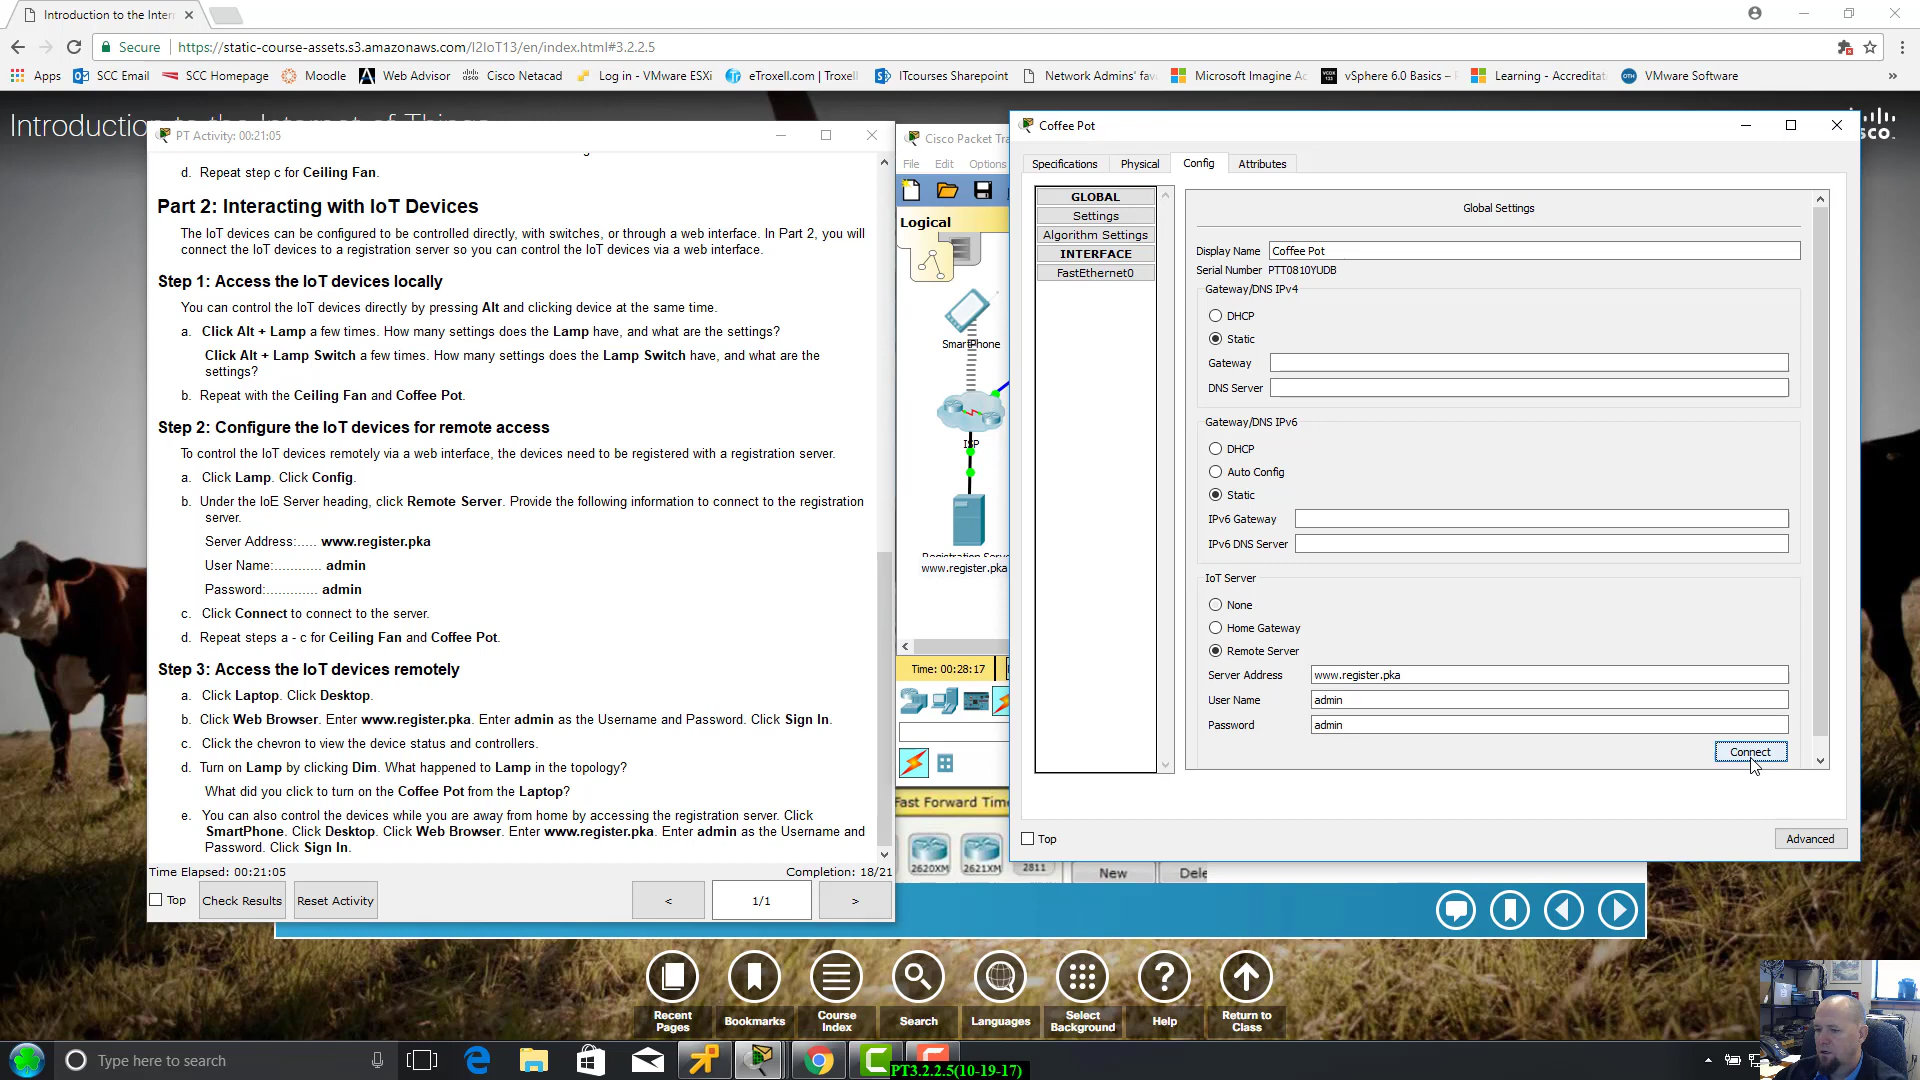 Introduction to the Inter
Secure
https://static-course-assets.s3.amazonaws.com/I2IoT13/en/index.html#3.2.2.5
Apps
SCC Email
SCC Homepage
Moodle
Web Advisor
Cisco Netacad
Log in - VMware ESXi
eTroxell.com | Troxell
ITcourses Sharepoint
Network Admins' fav
Microsoft Imagine Ac
vSphere 6.0 Basics –
Learning - Accreditat
VMware Software
»
Introduction to the Internet of Things
PT Activity: 00:21:05
d. Repeat step c for Ceiling Fan.
Part 2: Interacting with IoT Devices
The IoT devices can be configured to be controlled directly, with switches, or through a web interface. In Part 2, you will
connect the IoT devices to a registration server so you can control the IoT devices via a web interface.
Step 1: Access the IoT devices locally
You can control the IoT devices directly by pressing Alt and clicking device at the same time.
a. Click Alt + Lamp a few times. How many settings does the Lamp have, and what are the settings?
Click Alt + Lamp Switch a few times. How many settings does the Lamp Switch have, and what are the
settings?
b. Repeat with the Ceiling Fan and Coffee Pot.
Step 2: Configure the IoT devices for remote access
To control the IoT devices remotely via a web interface, the devices need to be registered with a registration server.
a. Click Lamp. Click Config.
b. Under the IoE Server heading, click Remote Server. Provide the following information to connect to the registration
server.
Server Address:..... www.register.pka
User Name:............ admin
Password:............. admin
c. Click Connect to connect to the server.
d. Repeat steps a - c for Ceiling Fan and Coffee Pot.
Step 3: Access the IoT devices remotely
a. Click Laptop. Click Desktop.
b. Click Web Browser. Enter www.register.pka. Enter admin as the Username and Password. Click Sign In.
c. Click the chevron to view the device status and controllers.
d. Turn on Lamp by clicking Dim. What happened to Lamp in the topology?
What did you click to turn on the Coffee Pot from the Laptop?
e. You can also control the devices while you are away from home by accessing the registration server. Click
SmartPhone. Click Desktop. Click Web Browser. Enter www.register.pka. Enter admin as the Username and
Password. Click Sign In.
Time Elapsed: 00:21:05
Completion: 18/21
Top
Check Results
Reset Activity
<
1/1
>
Cisco Packet Tra
File
Edit
Options
Logical
SmartPhone
ISP
Registration Serv
www.register.pka
Time: 00:28:17
Fast Forward Tim
2620XM
2621XM
2811
New
Dele
Coffee Pot
Specifications
Physical
Config
Attributes
GLOBAL
Settings
Algorithm Settings
INTERFACE
FastEthernet0
Global Settings
Display Name
Coffee Pot
Serial Number PTT0810YUDB
Gateway/DNS IPv4
DHCP
Static
Gateway
DNS Server
Gateway/DNS IPv6
DHCP
Auto Config
Static
IPv6 Gateway
IPv6 DNS Server
IoT Server
None
Home Gateway
Remote Server
Server Address
www.register.pka
User Name
admin
Password
admin
Connect
Top
Advanced
cisco
Recent
Pages
Bookmarks
Course
Index
Search
Languages
Select
Background
Help
Return to
Class
Type here to search
PT3.2.2.5(10-19-17)